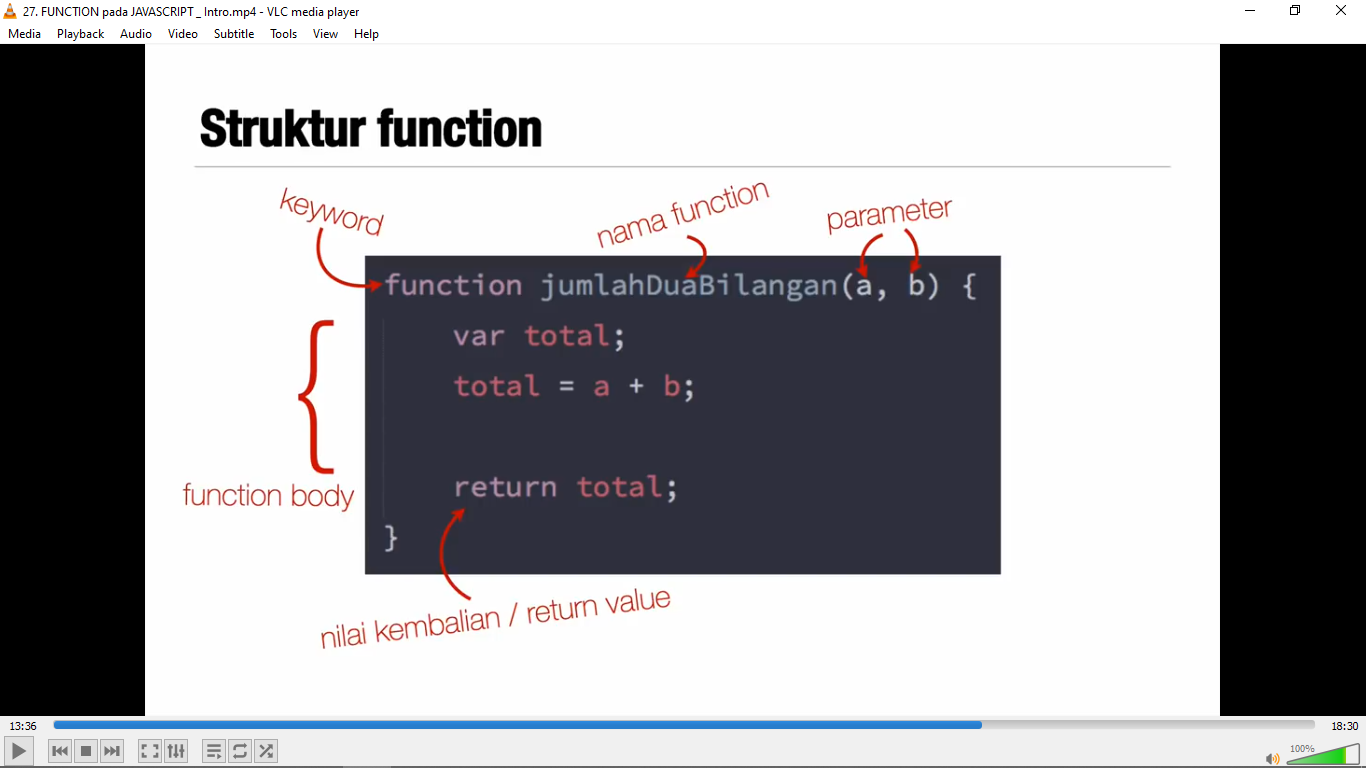 27. FUNCTION pada JAVASCRIPT _ Intro.mp4 - VLC media player
Media Playback Audio Video Subtitle Tools View Help
Struktur function
keyword
nama function
parameter
function jumlahDuaBilangan(a, b) {
var total;
total = a + b;
return total;
}
function body
nilai kembalian / return value
13:36
18:30
100%